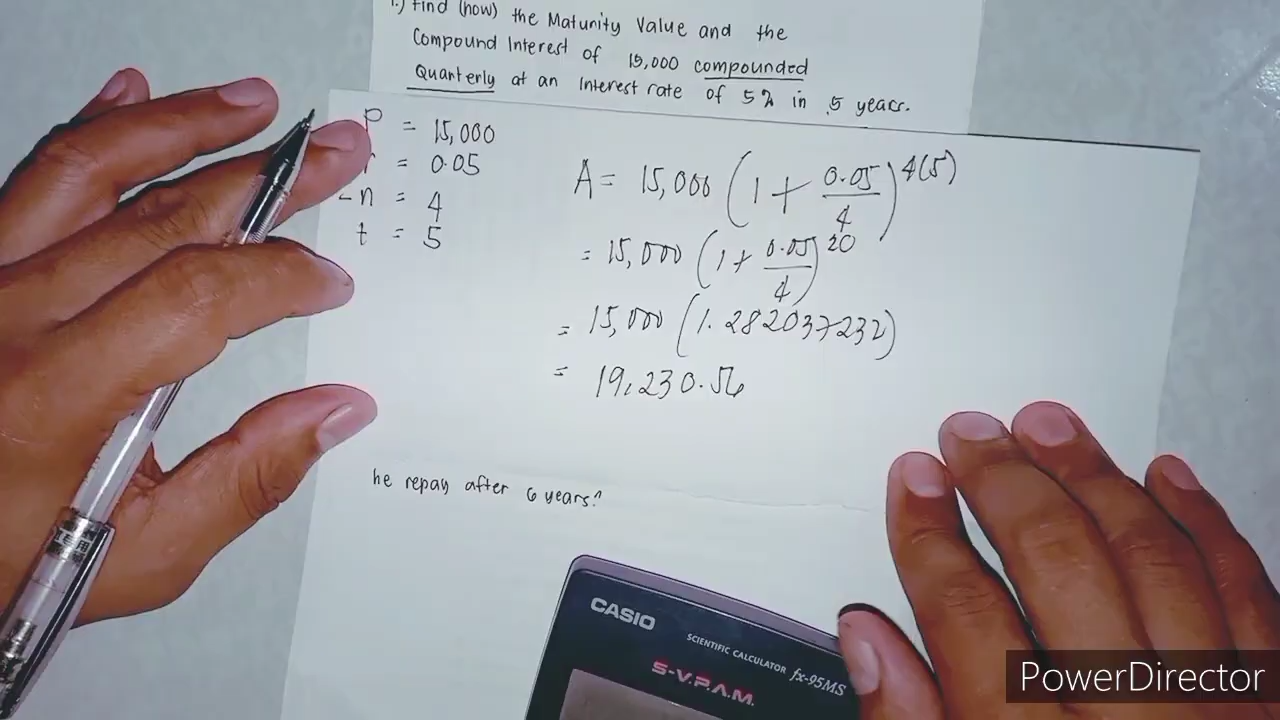 1.) Find (how) the Maturity Value and the
Compound Interest of 15,000 compounded
Quarterly at an Interest rate of 5% in 5 years.
P = 15,000
r = 0.05
n = 4
t = 5
A = 15,000 (1 + 0.05/4)^4(5)
= 15,000 (1 + 0.05/4)^20
= 15,000 (1.282037232)
= 19,230.56
he repay after 6 years?
CASIO
SCIENTIFIC CALCULATOR fx-95MS
S-V.P.A.M.
PowerDirector